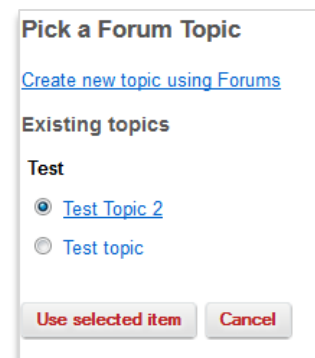 Pick a Forum Topic
Create new topic using Forums
Existing topics
Test
Test Topic 2
Test topic
Use selected item Cancel